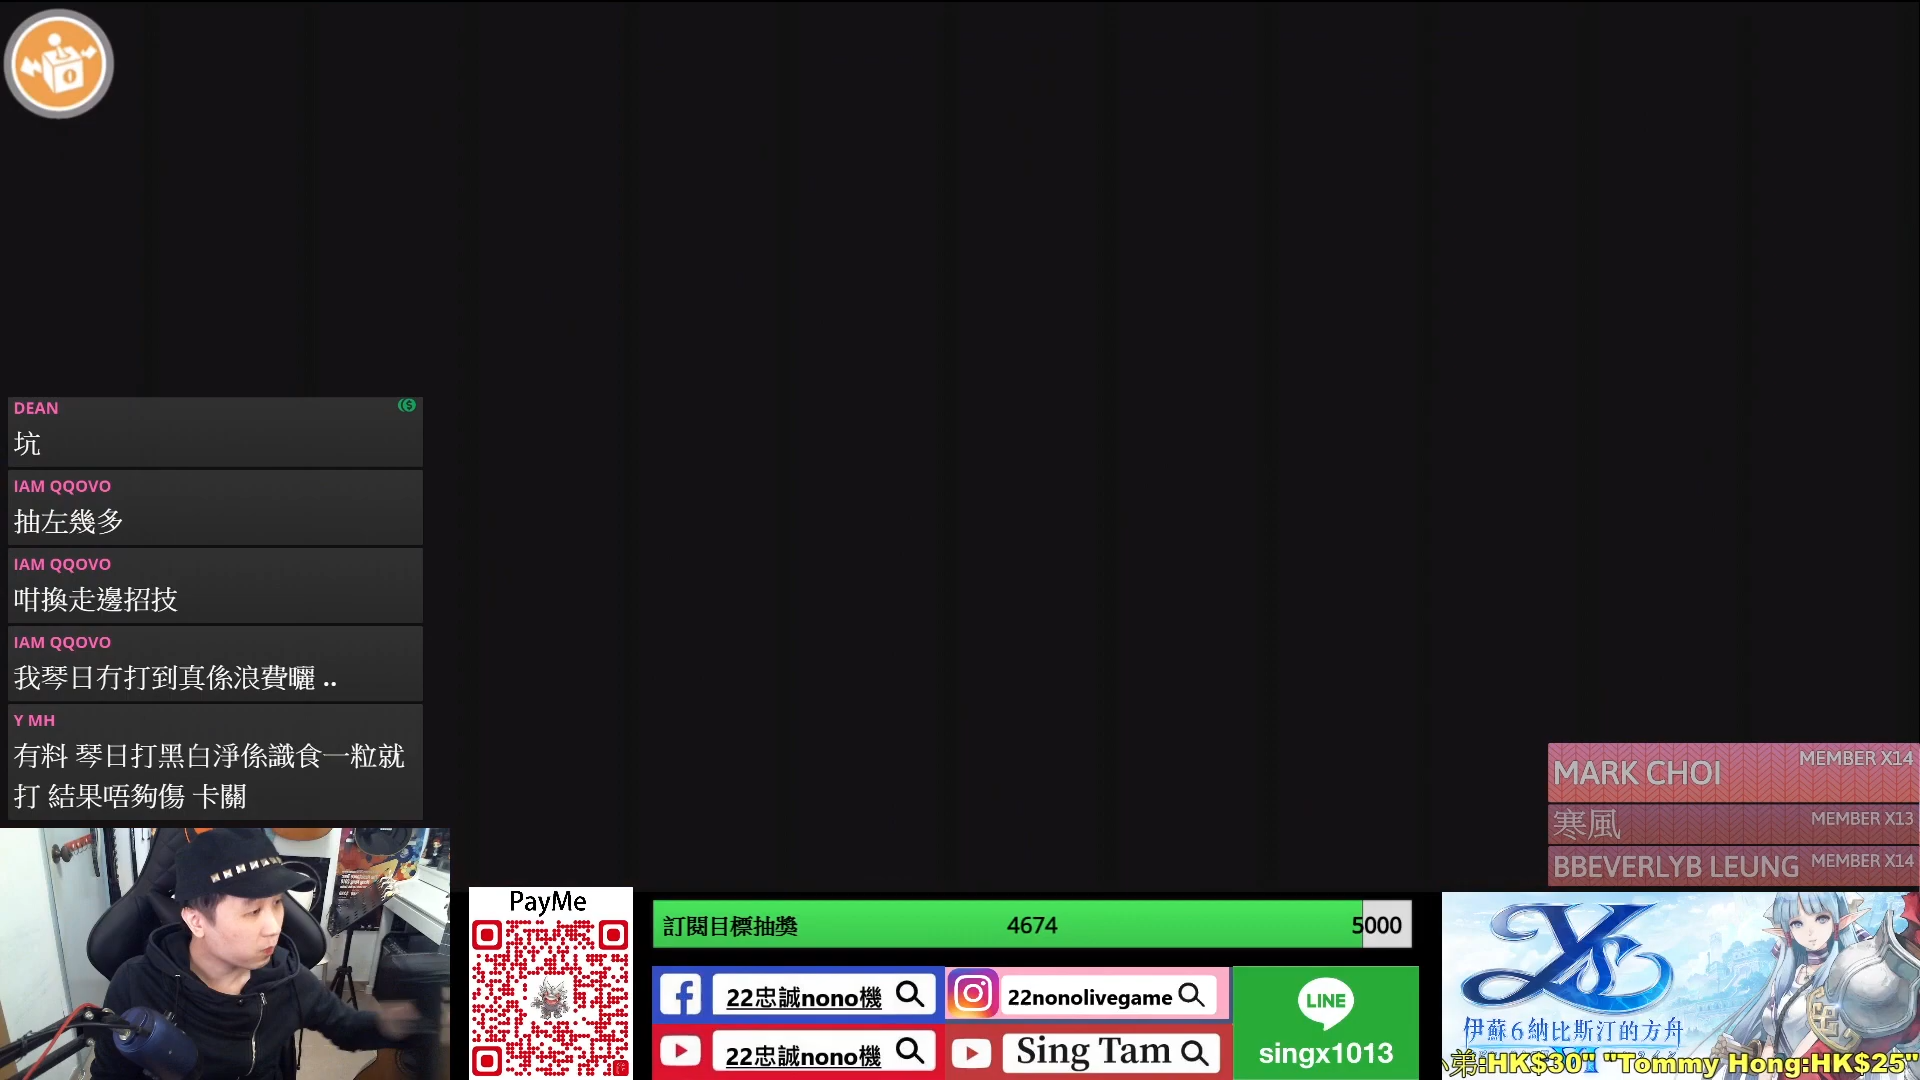 DEAN
坑
IAM QQOVO
抽左幾多
IAM QQOVO
咁換走邊招技
IAM QQOVO
我琴日冇打到真係浪費曬 ..
Y MH
有料 琴日打黑白淨係識食一粒就
打 結果唔夠傷 卡關
MARK CHOI
MEMBER X14
寒風
MEMBER X13
BBEVERLYB LEUNG
MEMBER X14
PayMe
訂閱目標抽獎
4674
5000
22忠誠nono機
22nonolivegame
22忠誠nono機
Sing Tam
LINE
singx1013
YS
伊蘇6納比斯汀的方舟
弟:HK$30" "Tommy Hong:HK$25"